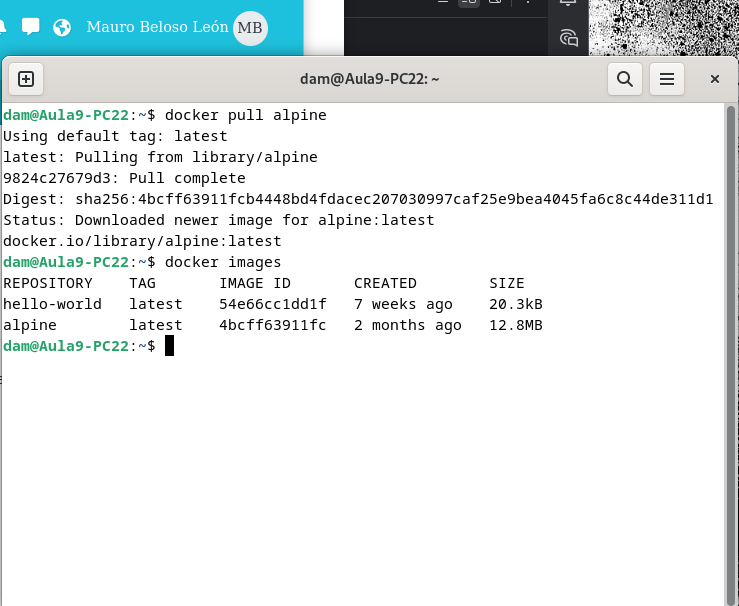 Mauro Beloso León MB
dam@Aula9-PC22: ~
dam@Aula9-PC22:~$ docker pull alpine
Using default tag: latest
latest: Pulling from library/alpine
9824c27679d3: Pull complete
Digest: sha256:4bcff63911fcb4448bd4fdacec207030997caf25e9bea4045fa6c8c44de311d1
Status: Downloaded newer image for alpine:latest
docker.io/library/alpine:latest
dam@Aula9-PC22:~$ docker images
REPOSITORY    TAG       IMAGE ID       CREATED        SIZE
hello-world   latest    54e66cc1dd1f   7 weeks ago    20.3kB
alpine        latest    4bcff63911fc   2 months ago   12.8MB
dam@Aula9-PC22:~$